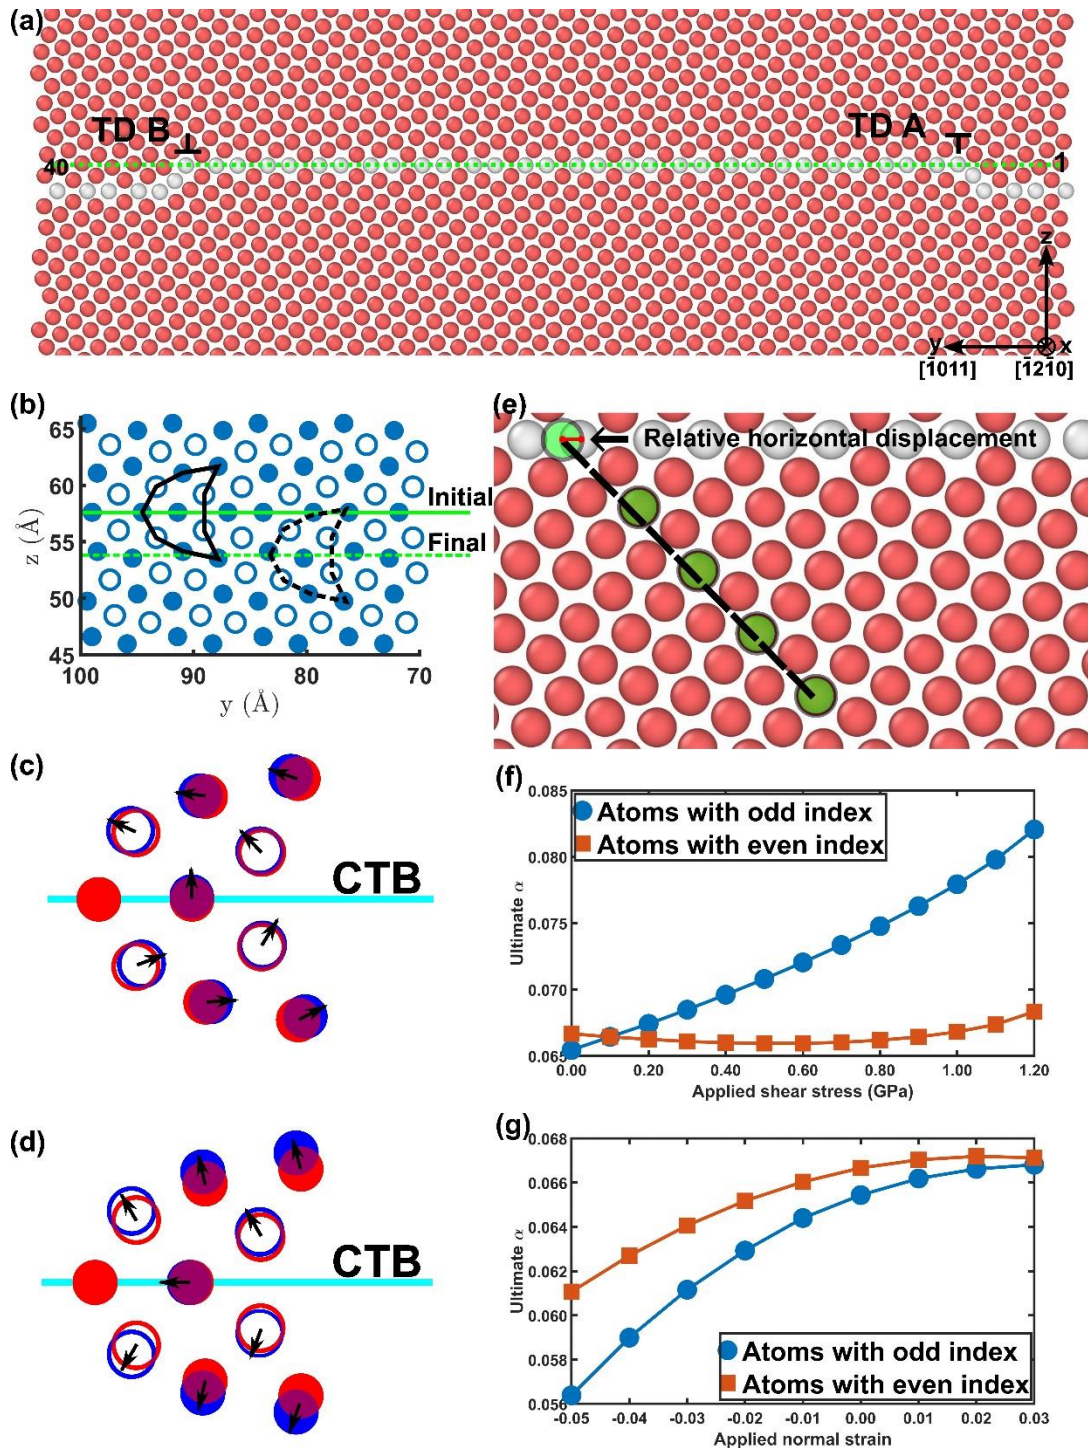 (a)
TD B
TD A
40
1
z
y
x
[1̄011]
[1̄21̄0]
(b)
65
60
55
50
45
z (Å)
Initial
Final
100
90
80
70
y (Å)
(e)
Relative horizontal displacement
(c)
CTB
(f)
0.085
0.080
0.075
0.070
0.065
Ultimate α
Atoms with odd index
Atoms with even index
0.00
0.20
0.40
0.60
0.80
1.00
1.20
Applied shear stress (GPa)
(d)
CTB
(g)
0.068
0.066
0.064
0.062
0.060
0.058
0.056
Ultimate α
Atoms with odd index
Atoms with even index
-0.05
-0.04
-0.03
-0.02
-0.01
0.00
0.01
0.02
0.03
Applied normal strain